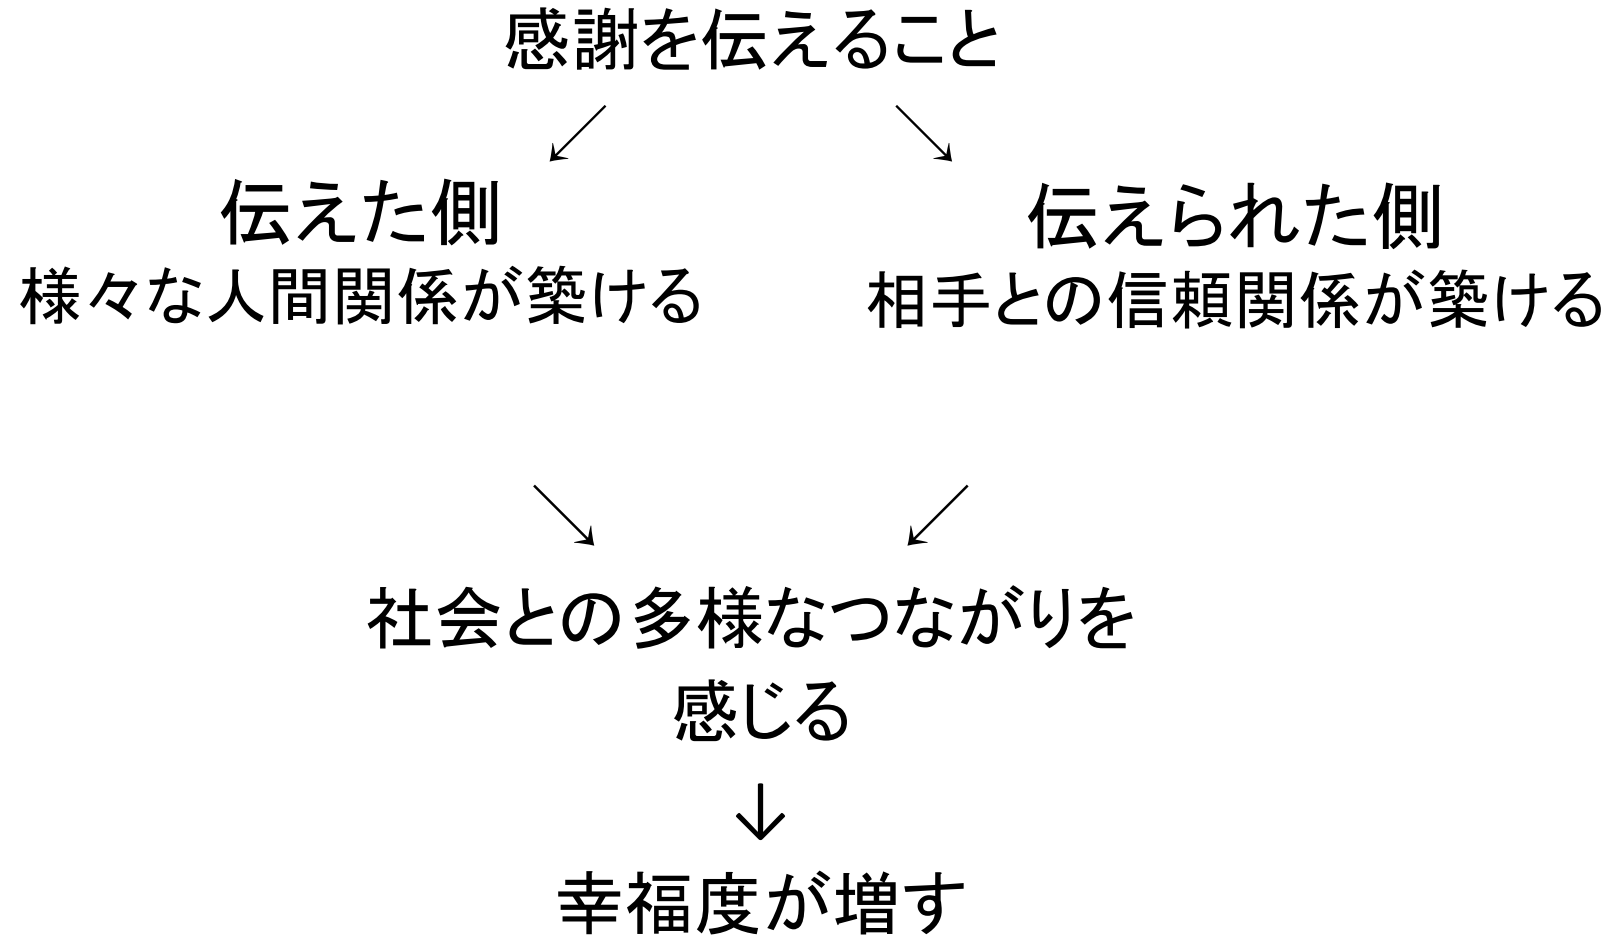 感謝を伝えること
伝えた側
様々な人間関係が築ける
伝えられた側
相手との信頼関係が築ける
社会との多様なつながりを
感じる
幸福度が増す